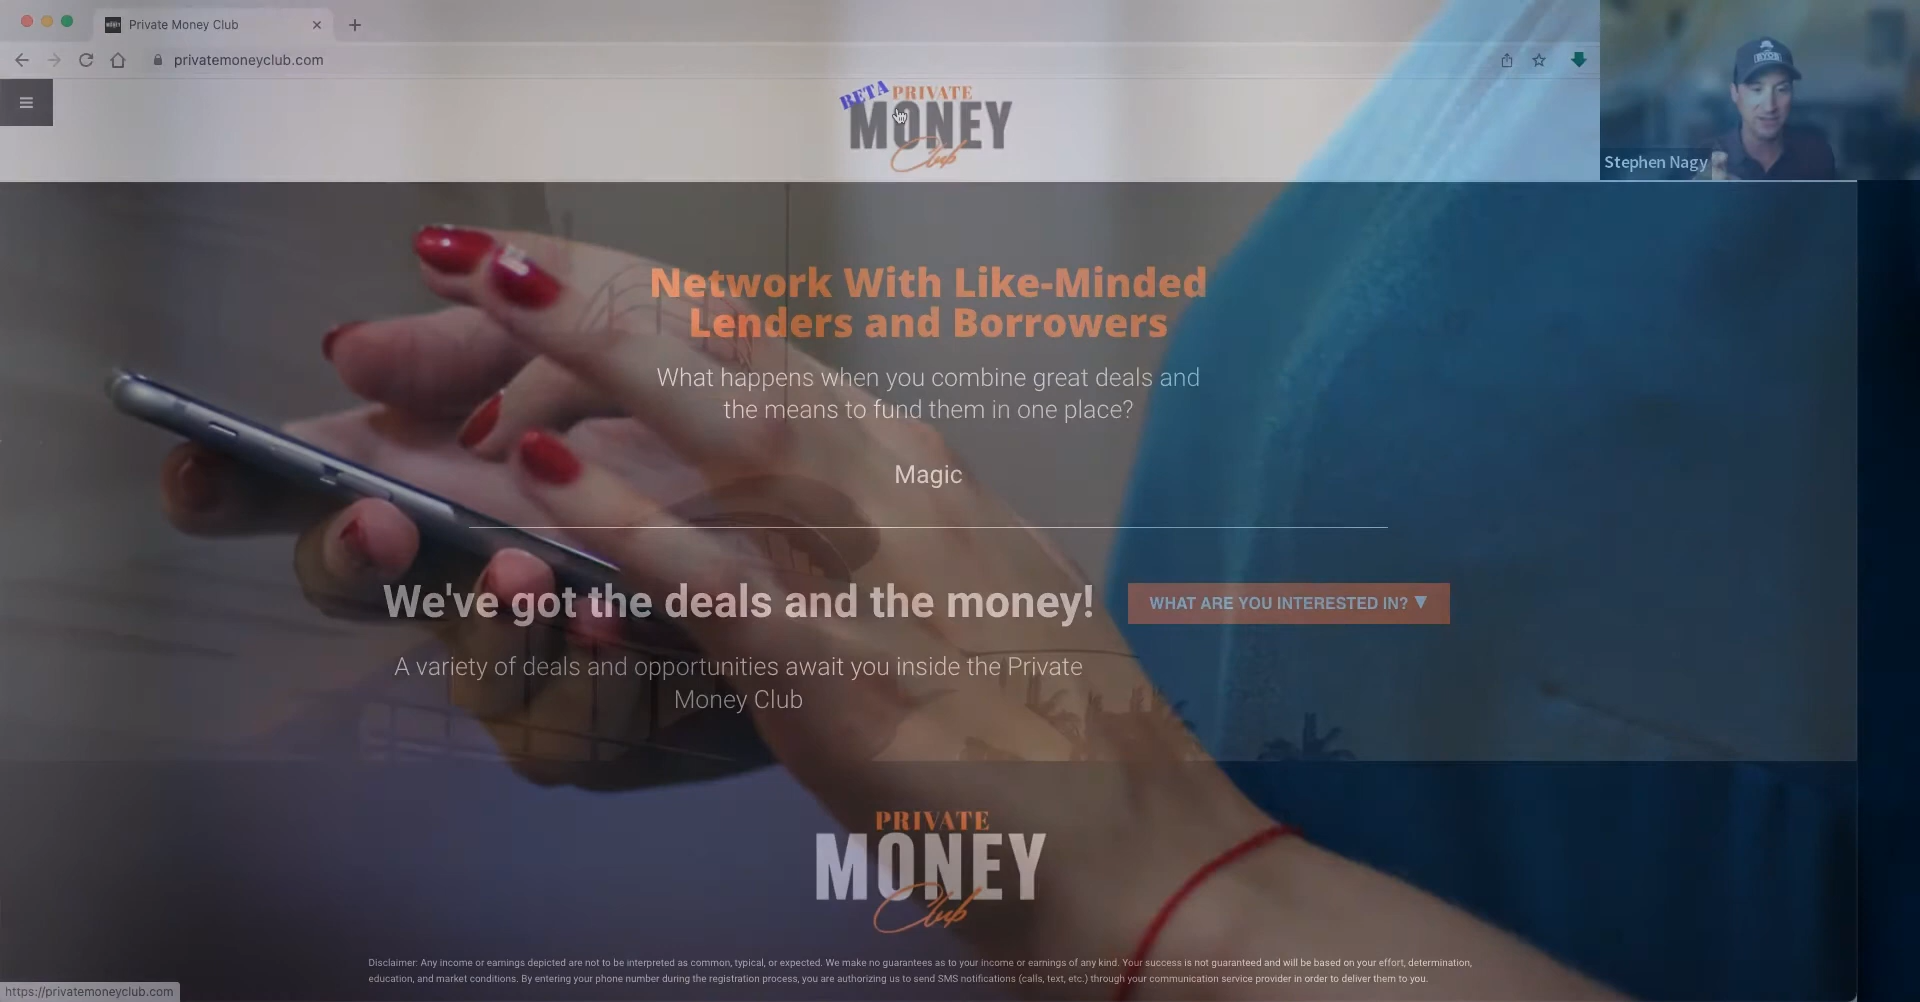 Private Money Club
privatemoneyclub.com
BETA PRIVATE
MONEY
Club
Stephen Nagy
Network With Like-Minded
Lenders and Borrowers
What happens when you combine great deals and
the means to fund them in one place?
Magic
We've got the deals and the money!
WHAT ARE YOU INTERESTED IN? ▼
A variety of deals and opportunities await you inside the Private
Money Club
PRIVATE
MONEY
Club
Disclaimer: Any income or earnings depicted are not to be interpreted as common, typical, or expected. We make no guarantees as to your income or earnings of any kind. Your success is not guaranteed and will be based on your effort, determination,
education, and market conditions. By entering your phone number during the registration process, you are authorizing us to send SMS notifications (calls, text, etc.) through your communication service provider in order to deliver them to you.
https://privatemoneyclub.com